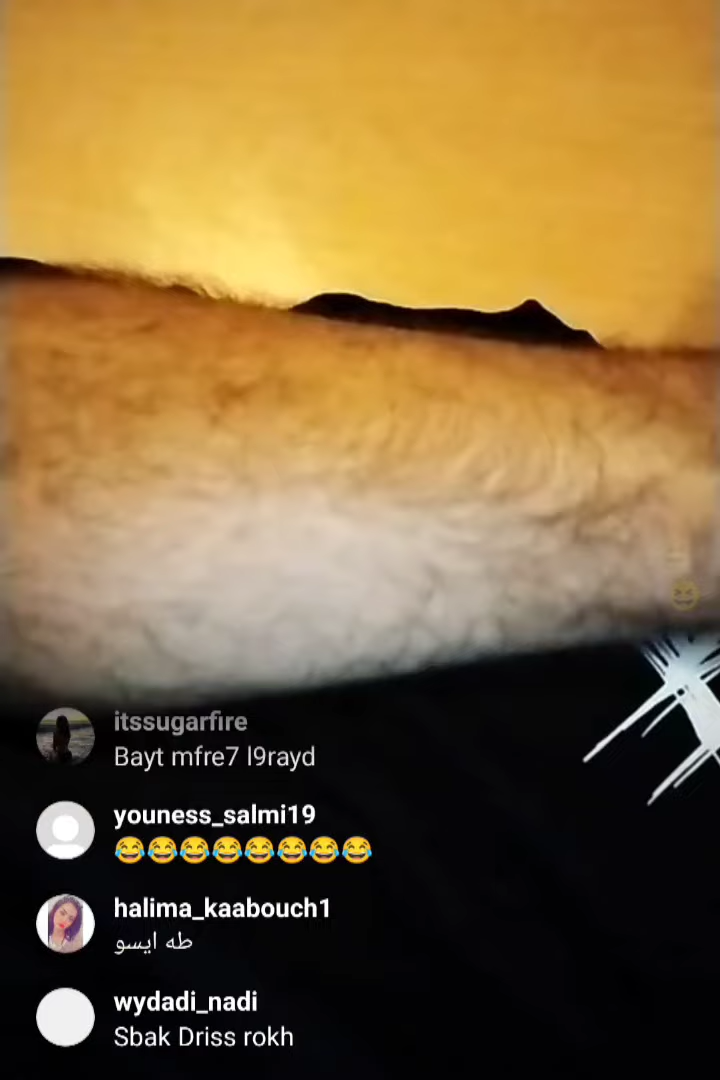 itssugarfire
Bayt mfre7 l9rayd
youness_salmi19
😂😂😂😂😂😂😂😂
halima_kaabouch1
طه ايسو
wydadi_nadi
Sbak Driss rokh